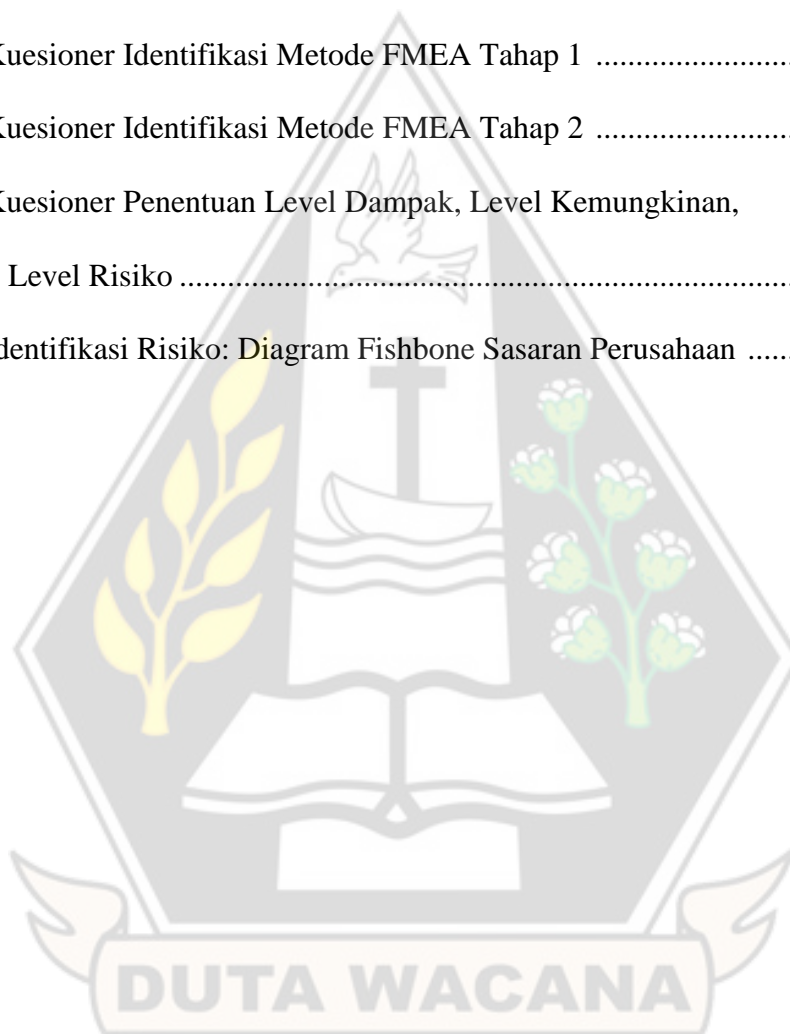 Kuesioner Identifikasi Metode FMEA Tahap 1 ........................
Kuesioner Identifikasi Metode FMEA Tahap 2 ........................
Kuesioner Penentuan Level Dampak, Level Kemungkinan,
Level Risiko ............................................................................
dentifikasi Risiko: Diagram Fishbone Sasaran Perusahaan ......
DUTA WACANA